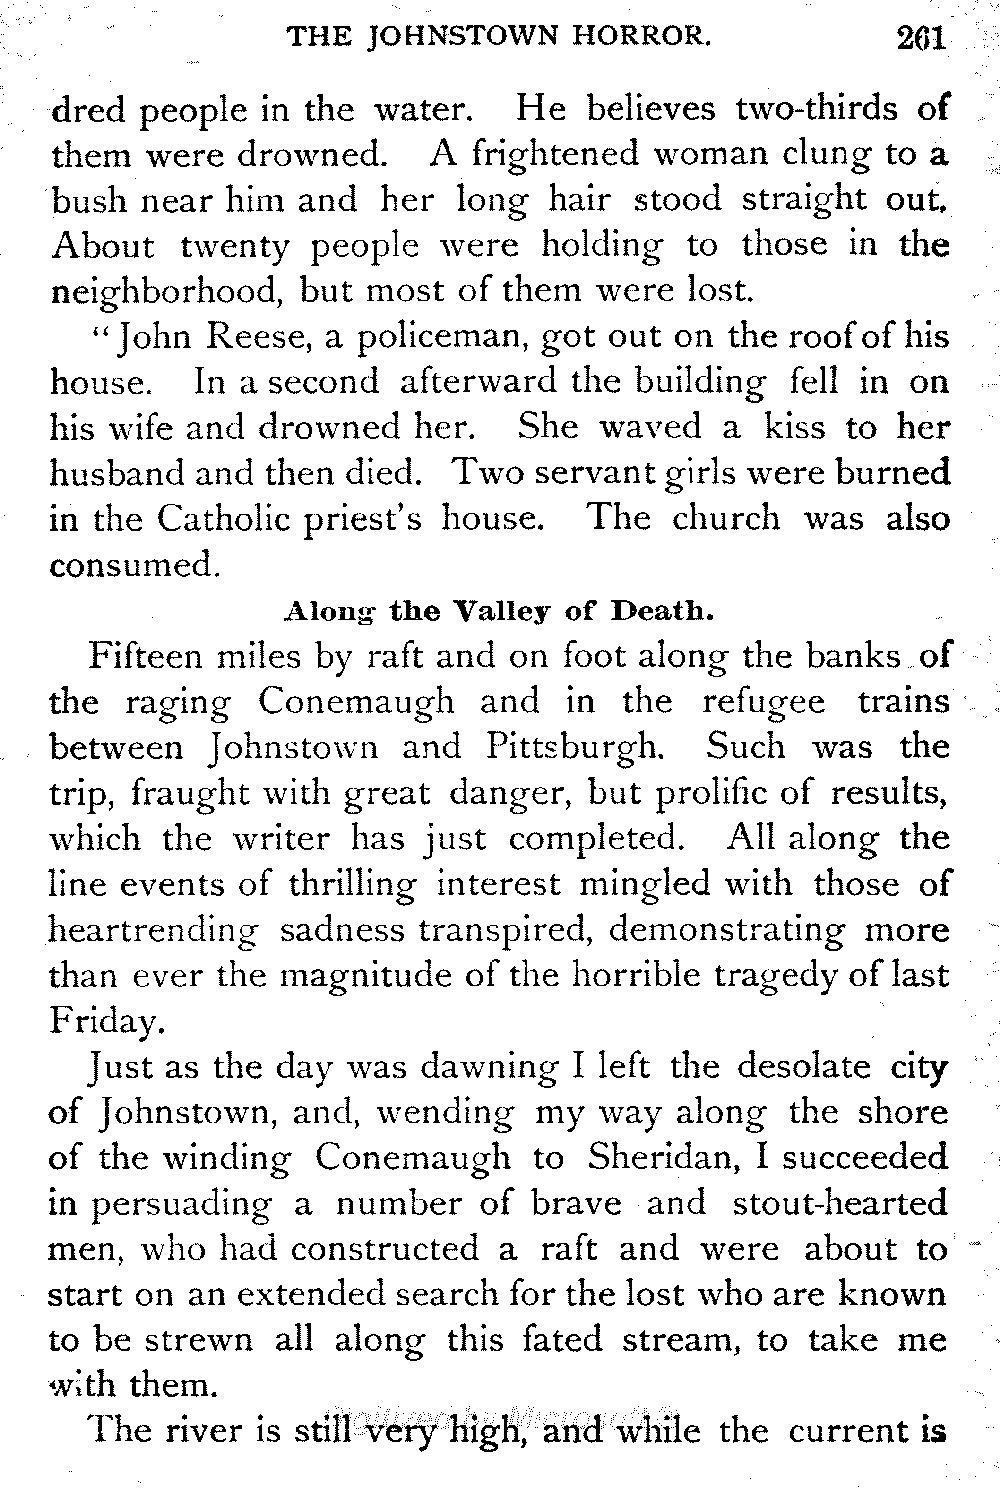 THE JOHNSTOWN HORROR. 261
dred people in the water. He believes two-thirds of
them were drowned. A frightened woman clung to a
bush near him and her long hair stood straight out.
About twenty people were holding to those in the
neighborhood, but most of them were lost.
"John Reese, a policeman, got out on the roof of his
house. In a second afterward the building fell in on
his wife and drowned her. She waved a kiss to her
husband and then died. Two servant girls were burned
in the Catholic priest's house. The church was also
consumed.
Along the Valley of Death.
Fifteen miles by raft and on foot along the banks of
the raging Conemaugh and in the refugee trains
between Johnstown and Pittsburgh. Such was the
trip, fraught with great danger, but prolific of results,
which the writer has just completed. All along the
line events of thrilling interest mingled with those of
heartrending sadness transpired, demonstrating more
than ever the magnitude of the horrible tragedy of last
Friday.
Just as the day was dawning I left the desolate city
of Johnstown, and, wending my way along the shore
of the winding Conemaugh to Sheridan, I succeeded
in persuading a number of brave and stout-hearted
men, who had constructed a raft and were about to
start on an extended search for the lost who are known
to be strewn all along this fated stream, to take me
with them.
The river is still very high, and while the current is